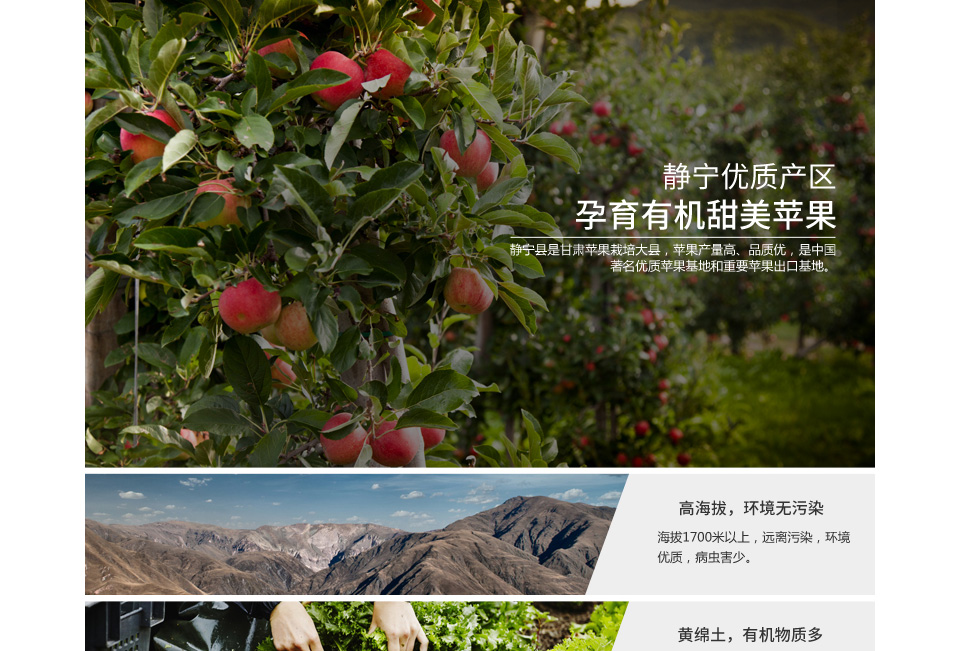 静宁优质产区
孕育有机甜美苹果
静宁县是甘肃苹果栽培大县，苹果产量高、品质优，是中国
著名优质苹果基地和重要苹果出口基地。
高海拔，环境无污染
海拔1700米以上，远离污染，环境
优质，病虫害少。
黄绵土，有机物质多